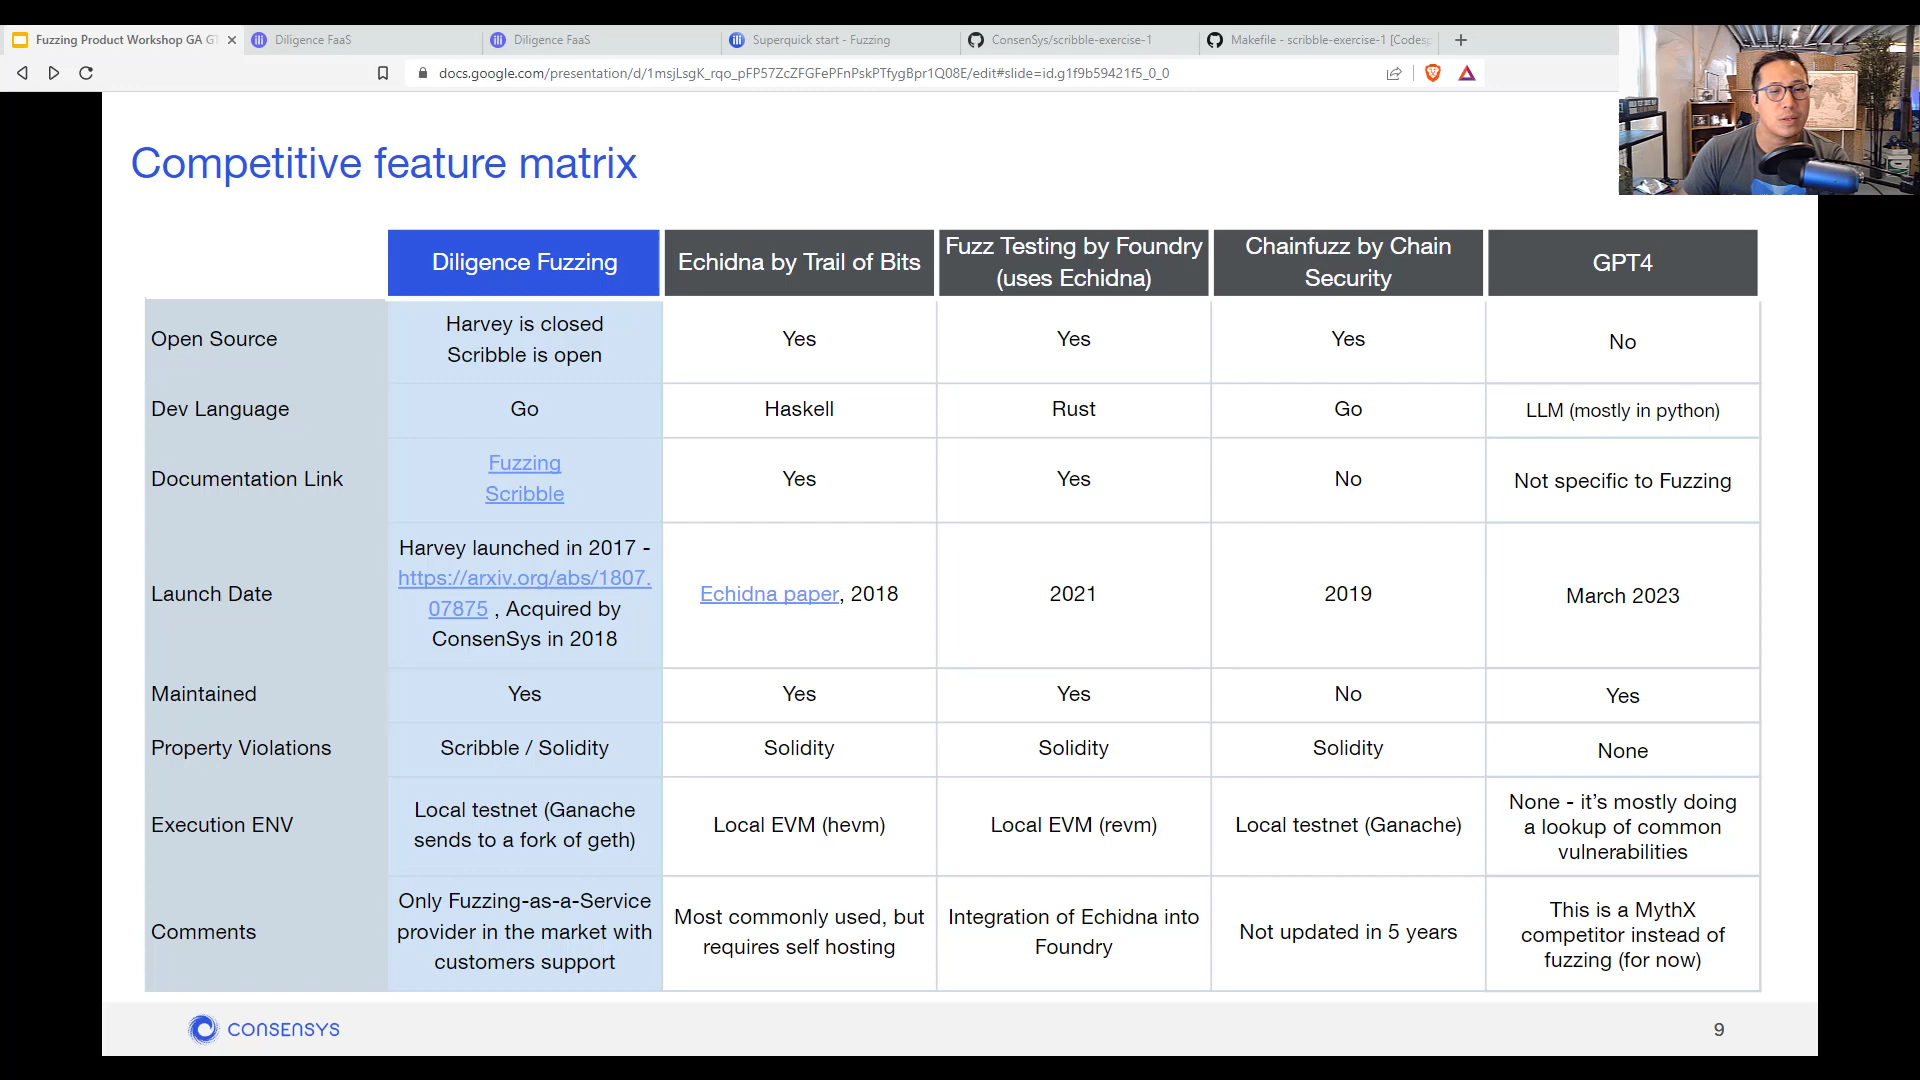 Fuzzing Product Workshop GA G
Diligence FaaS
Diligence FaaS
Superquick start - Fuzzing
ConsenSys/scribble-exercise-1
Makefile - scribble-exercise-1 [Codesp
docs.google.com/presentation/d/1msjLsgK_rqo_pFP57ZcZFGFePFnPskPTfygBpr1Q08E/edit#slide=id.g1f9b59421f5_0_0
Competitive feature matrix
Diligence Fuzzing
Echidna by Trail of Bits
Fuzz Testing by Foundry
(uses Echidna)
Chainfuzz by Chain
Security
GPT4
Open Source
Harvey is closed
Scribble is open
Yes
Yes
Yes
No
Dev Language
Go
Haskell
Rust
Go
LLM (mostly in python)
Documentation Link
Fuzzing
Scribble
Yes
Yes
No
Not specific to Fuzzing
Launch Date
Harvey launched in 2017 -
https://arxiv.org/abs/1807.
07875 , Acquired by
ConsenSys in 2018
Echidna paper, 2018
2021
2019
March 2023
Maintained
Yes
Yes
Yes
No
Yes
Property Violations
Scribble / Solidity
Solidity
Solidity
Solidity
None
Execution ENV
Local testnet (Ganache
sends to a fork of geth)
Local EVM (hevm)
Local EVM (revm)
Local testnet (Ganache)
None - it's mostly doing
a lookup of common
vulnerabilities
Comments
Only Fuzzing-as-a-Service
provider in the market with
customers support
Most commonly used, but
requires self hosting
Integration of Echidna into
Foundry
Not updated in 5 years
This is a MythX
competitor instead of
fuzzing (for now)
CONSENSYS
9